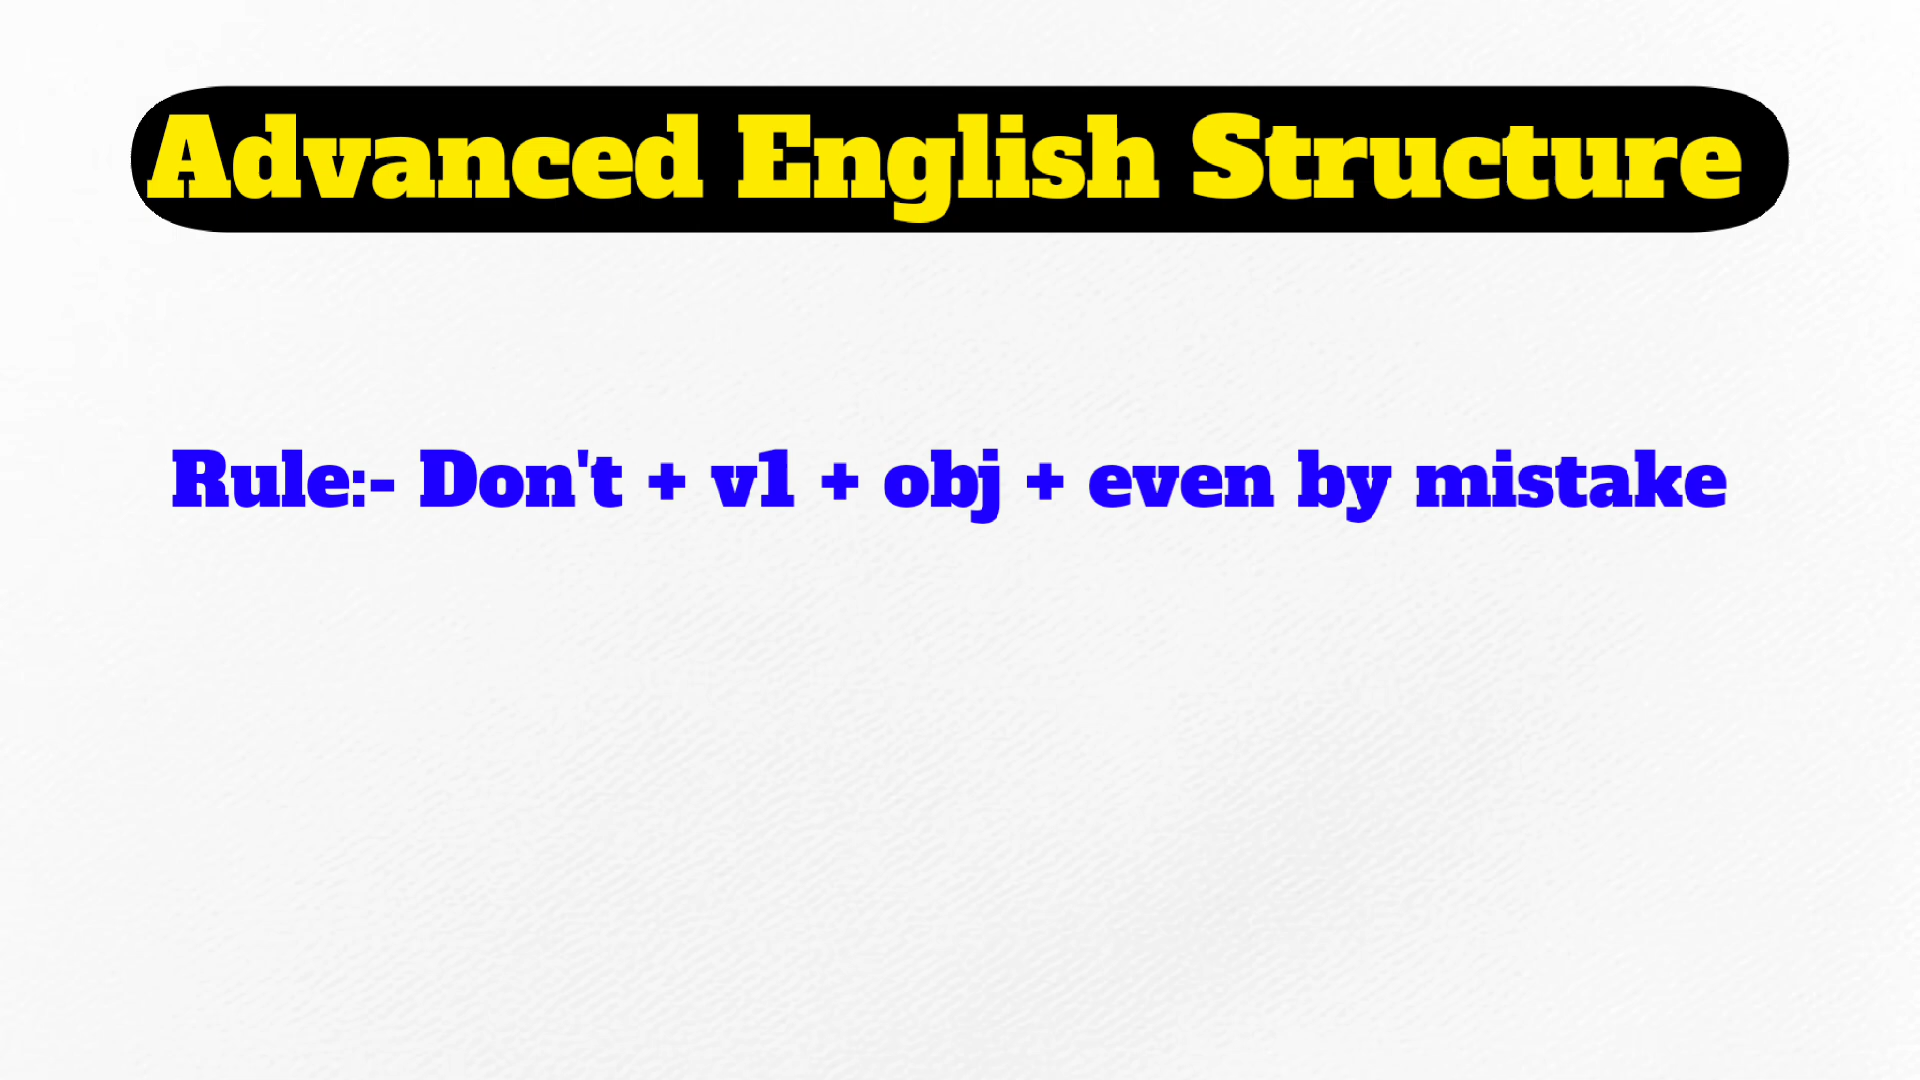 Advanced English Structure
Rule:- Don't + v1 + obj + even by mistake